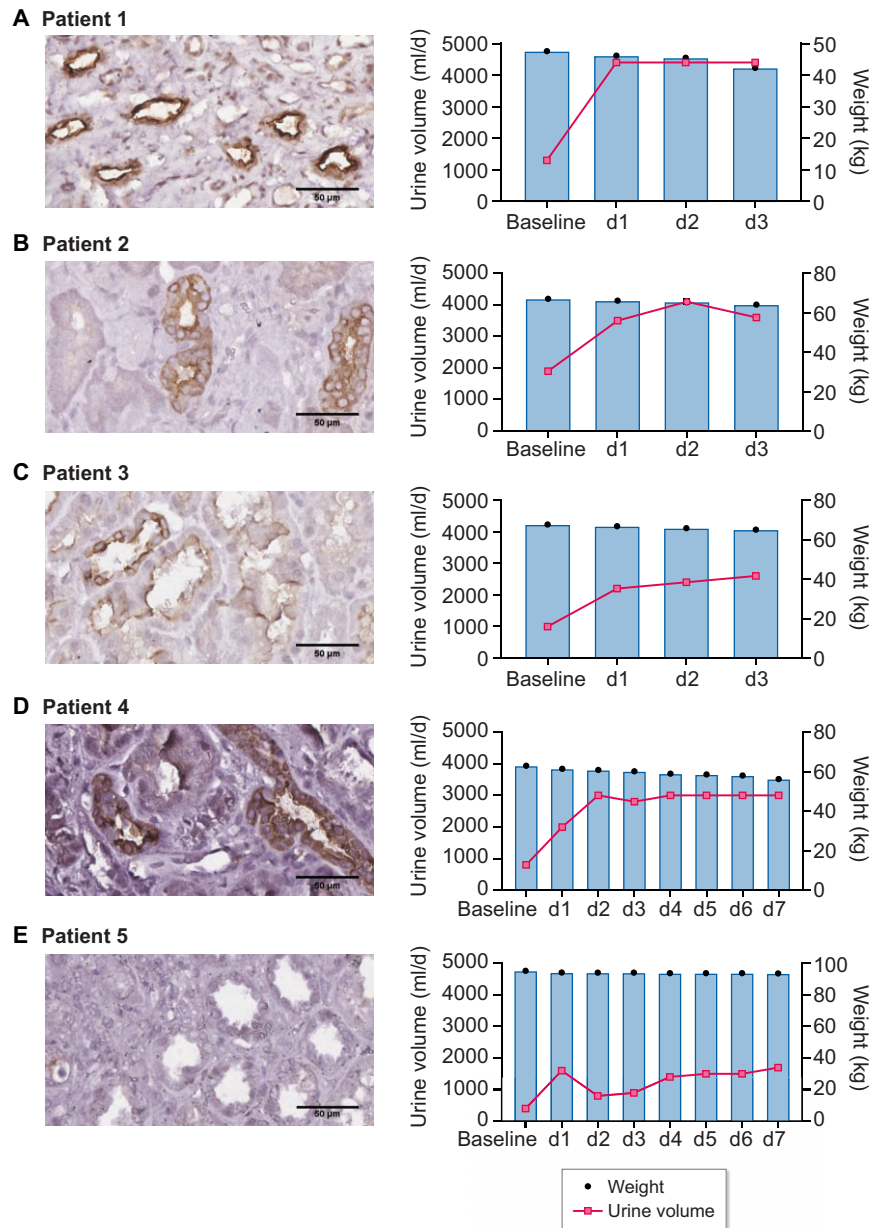 A Patient 1
50 µm
Urine volume (ml/d)
5000
4000
3000
2000
1000
0
Baseline d1 d2 d3
50
40
30
20
10
0
Weight (kg)
B Patient 2
50 µm
Urine volume (ml/d)
5000
4000
3000
2000
1000
0
Baseline d1 d2 d3
80
60
40
20
0
Weight (kg)
C Patient 3
50 µm
Urine volume (ml/d)
5000
4000
3000
2000
1000
0
Baseline d1 d2 d3
80
60
40
20
0
Weight (kg)
D Patient 4
50 µm
Urine volume (ml/d)
5000
4000
3000
2000
1000
0
Baseline d1 d2 d3 d4 d5 d6 d7
80
60
40
20
0
Weight (kg)
E Patient 5
50 µm
Urine volume (ml/d)
5000
4000
3000
2000
1000
0
Baseline d1 d2 d3 d4 d5 d6 d7
100
80
60
40
20
0
Weight (kg)
Weight
Urine volume